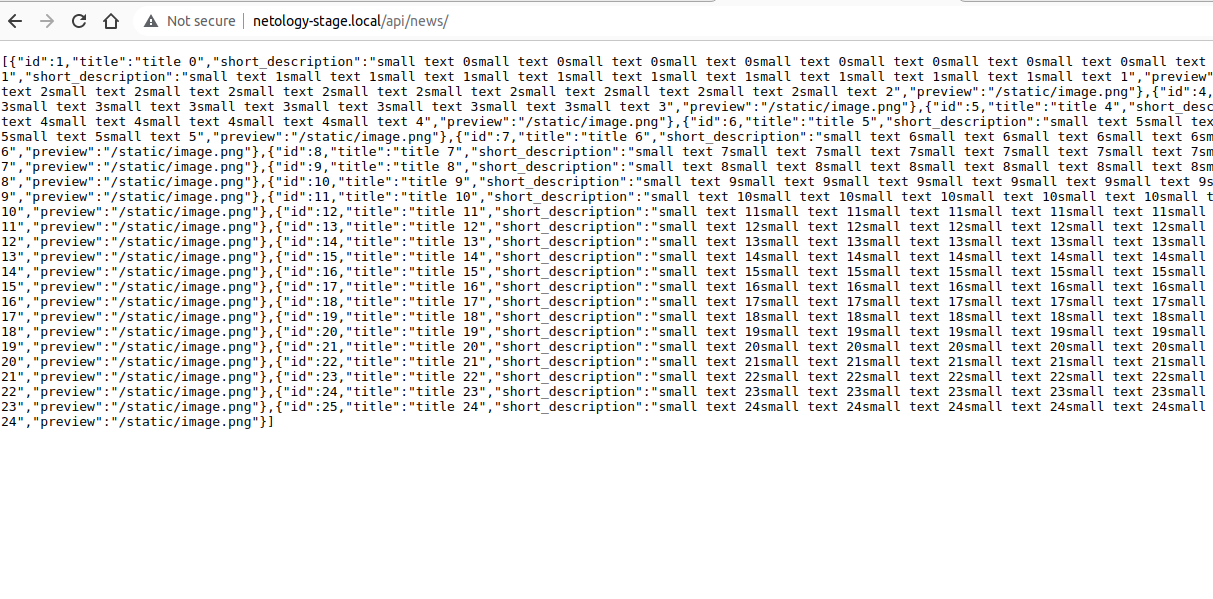 Not secure | netology-stage.local/api/news/
[{"id":1,"title":"title 0","short_description":"small text 0small text 0small text 0small text 0small text 0small text 0small text 0small text
1","short_description":"small text 1small text 1small text 1small text 1small text 1small text 1small text 1small text 1small text 1","preview"
text 2small text 2small text 2small text 2small text 2small text 2small text 2small text 2small text 2","preview":"/static/image.png"},{"id":4,
3small text 3small text 3small text 3small text 3small text 3small text 3small text 3","preview":"/static/image.png"},{"id":5,"title":"title 4","short_desc
text 4small text 4small text 4small text 4small text 4","preview":"/static/image.png"},{"id":6,"title":"title 5","short_description":"small text 5small tex
5small text 5small text 5","preview":"/static/image.png"},{"id":7,"title":"title 6","short_description":"small text 6small text 6small text 6small text 6sm
6","preview":"/static/image.png"},{"id":8,"title":"title 7","short_description":"small text 7small text 7small text 7small text 7small text 7small text 7sm
7","preview":"/static/image.png"},{"id":9,"title":"title 8","short_description":"small text 8small text 8small text 8small text 8small text 8small text 8sm
8","preview":"/static/image.png"},{"id":10,"title":"title 9","short_description":"small text 9small text 9small text 9small text 9small text 9small text 9s
9","preview":"/static/image.png"},{"id":11,"title":"title 10","short_description":"small text 10small text 10small text 10small text 10small text 10small t
10","preview":"/static/image.png"},{"id":12,"title":"title 11","short_description":"small text 11small text 11small text 11small text 11small text 11small
11","preview":"/static/image.png"},{"id":13,"title":"title 12","short_description":"small text 12small text 12small text 12small text 12small text 12small
12","preview":"/static/image.png"},{"id":14,"title":"title 13","short_description":"small text 13small text 13small text 13small text 13small text 13small
13","preview":"/static/image.png"},{"id":15,"title":"title 14","short_description":"small text 14small text 14small text 14small text 14small text 14small
14","preview":"/static/image.png"},{"id":16,"title":"title 15","short_description":"small text 15small text 15small text 15small text 15small text 15small
15","preview":"/static/image.png"},{"id":17,"title":"title 16","short_description":"small text 16small text 16small text 16small text 16small text 16small
16","preview":"/static/image.png"},{"id":18,"title":"title 17","short_description":"small text 17small text 17small text 17small text 17small text 17small
17","preview":"/static/image.png"},{"id":19,"title":"title 18","short_description":"small text 18small text 18small text 18small text 18small text 18small
18","preview":"/static/image.png"},{"id":20,"title":"title 19","short_description":"small text 19small text 19small text 19small text 19small text 19small
19","preview":"/static/image.png"},{"id":21,"title":"title 20","short_description":"small text 20small text 20small text 20small text 20small text 20small
20","preview":"/static/image.png"},{"id":22,"title":"title 21","short_description":"small text 21small text 21small text 21small text 21small text 21small
21","preview":"/static/image.png"},{"id":23,"title":"title 22","short_description":"small text 22small text 22small text 22small text 22small text 22small
22","preview":"/static/image.png"},{"id":24,"title":"title 23","short_description":"small text 23small text 23small text 23small text 23small text 23small
23","preview":"/static/image.png"},{"id":25,"title":"title 24","short_description":"small text 24small text 24small text 24small text 24small text 24small
24","preview":"/static/image.png"}]